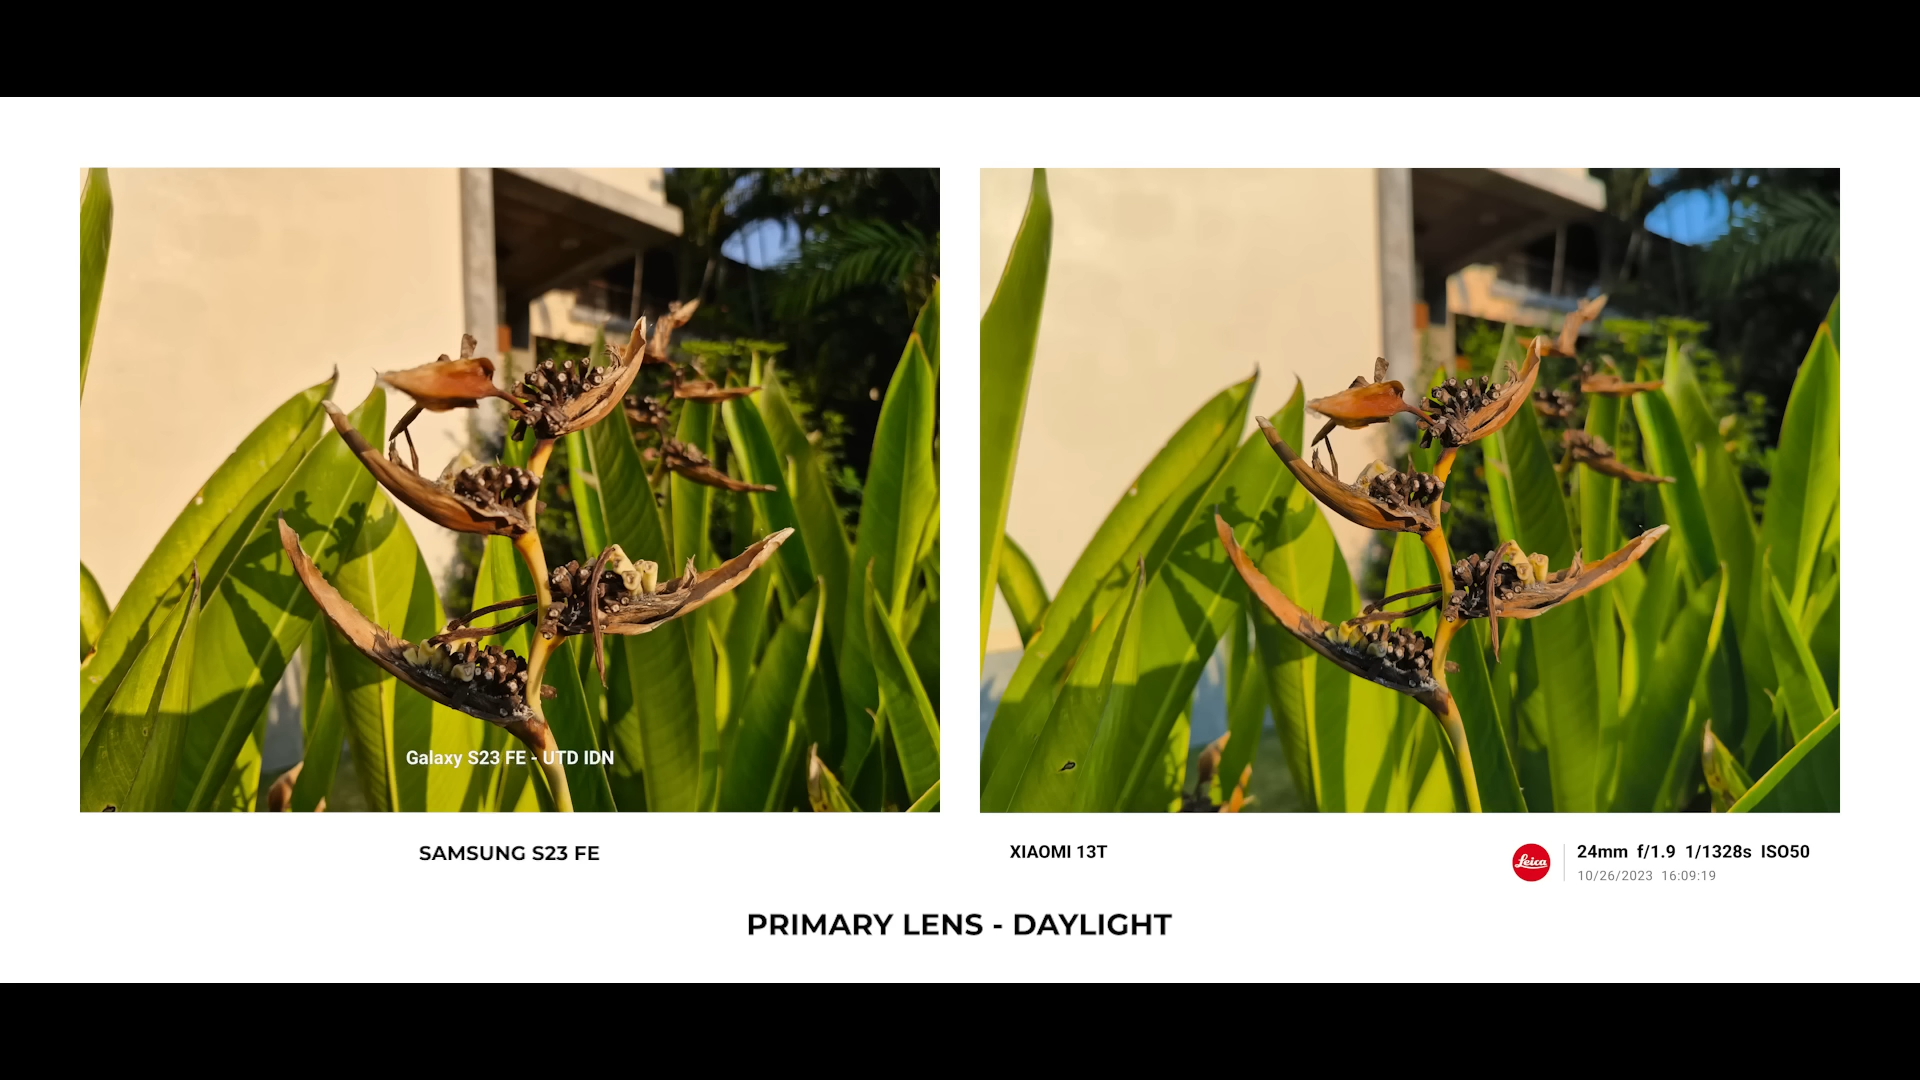 Galaxy S23 FE - UTD IDN
SAMSUNG S23 FE
XIAOMI 13T
Leica
24mm f/1.9 1/1328s ISO50
10/26/2023 16:09:19
PRIMARY LENS - DAYLIGHT